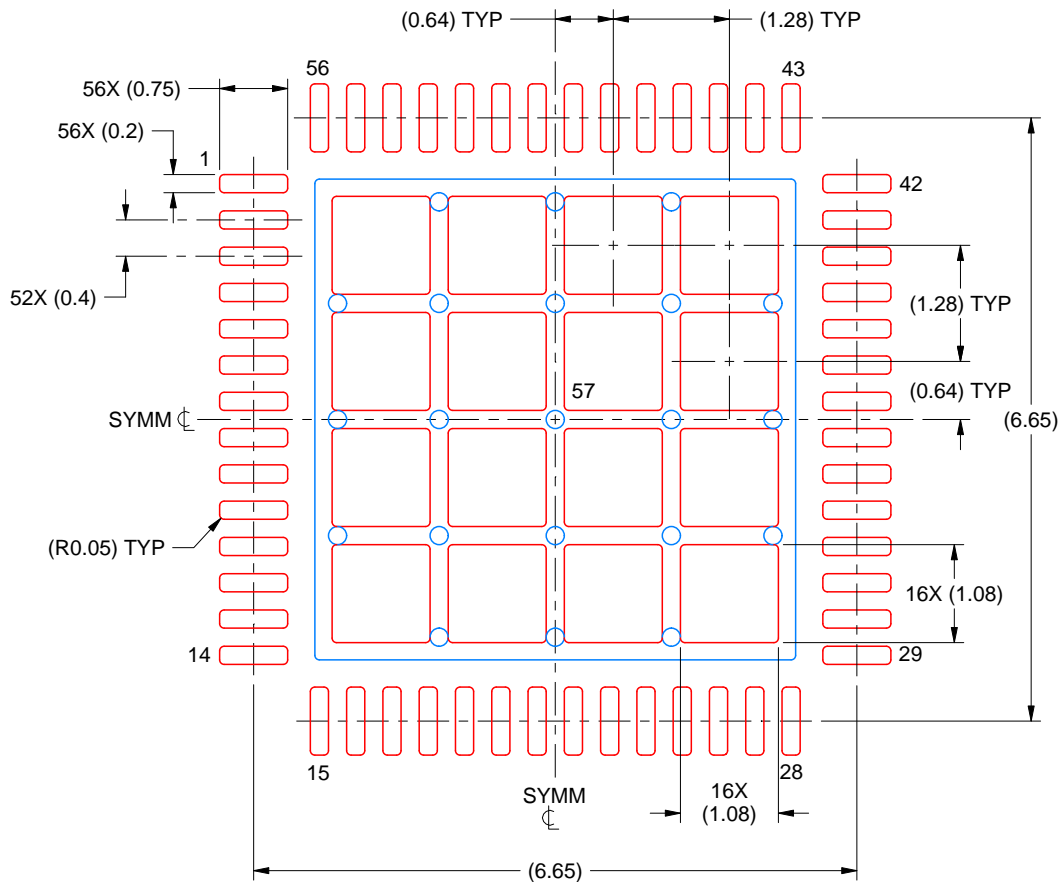 (0.64) TYP
(1.28) TYP
56
43
56X (0.75)
56X (0.2)
1
42
52X (0.4)
(1.28) TYP
57
(0.64) TYP
SYMM ℄
(6.65)
(R0.05) TYP
16X (1.08)
14
29
15
28
SYMM
℄
16X
(1.08)
(6.65)